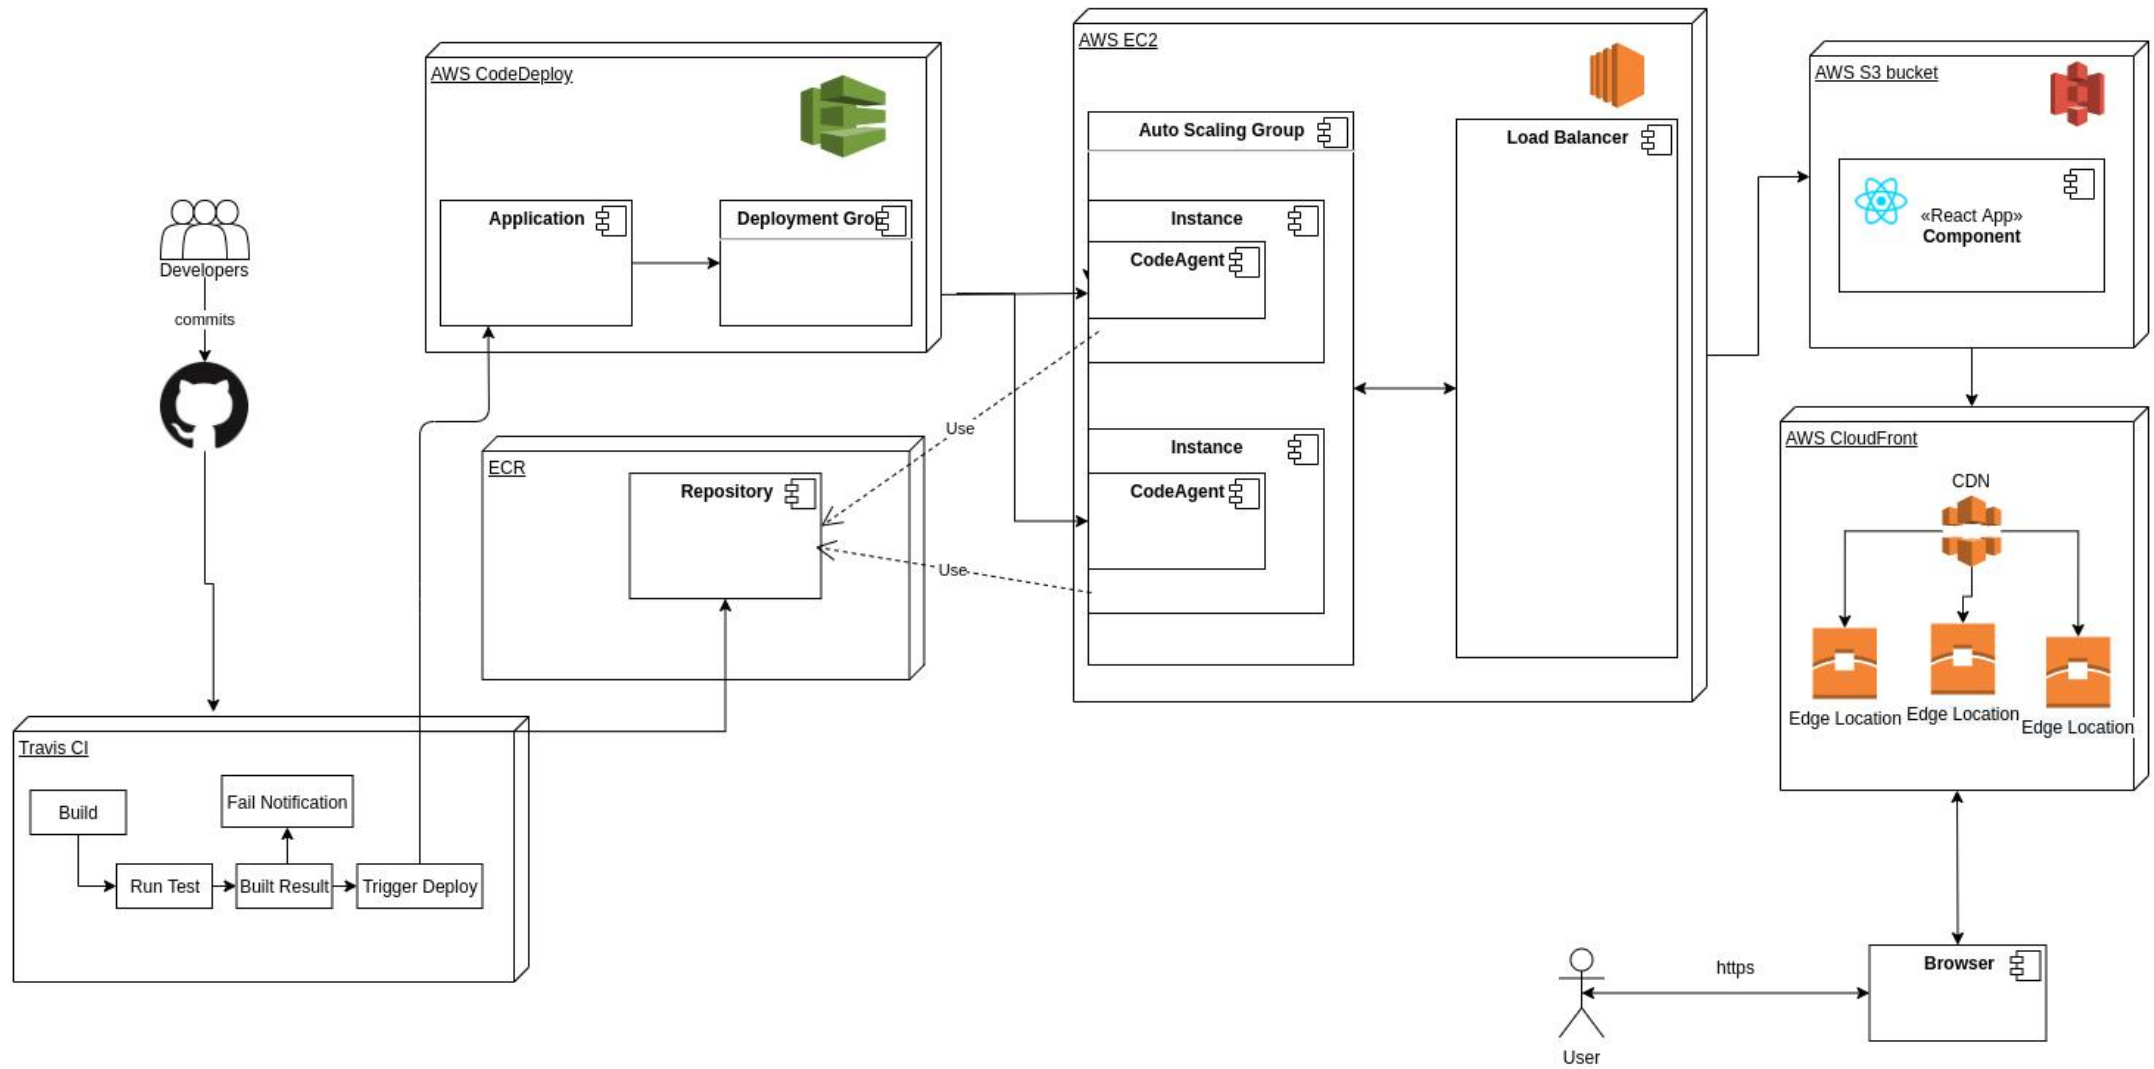 Developers
commits
AWS CodeDeploy
Application
Deployment Gro
ECR
Repository
Use
Use
AWS EC2
Auto Scaling Group
Instance
CodeAgent
Instance
CodeAgent
Load Balancer
AWS S3 bucket
«React App»
Component
AWS CloudFront
CDN
Edge Location
Edge Location
Edge Location
Travis CI
Build
Fail Notification
Run Test
Built Result
Trigger Deploy
https
Browser
User